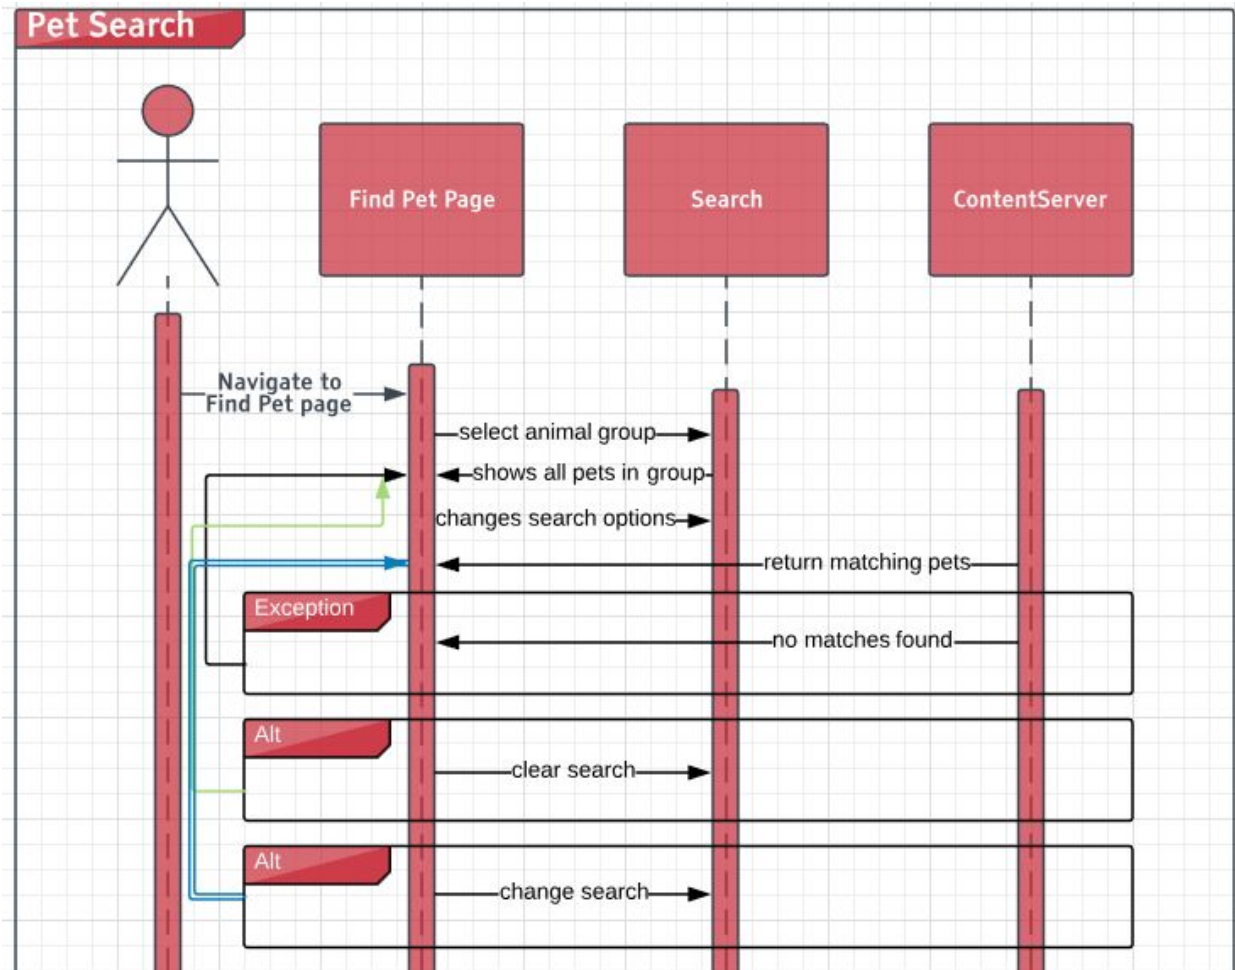 Pet Search
Find Pet Page
Search
ContentServer
Navigate to
Find Pet page
select animal group
shows all pets in group
changes search options
return matching pets
Exception
no matches found
Alt
clear search
Alt
change search